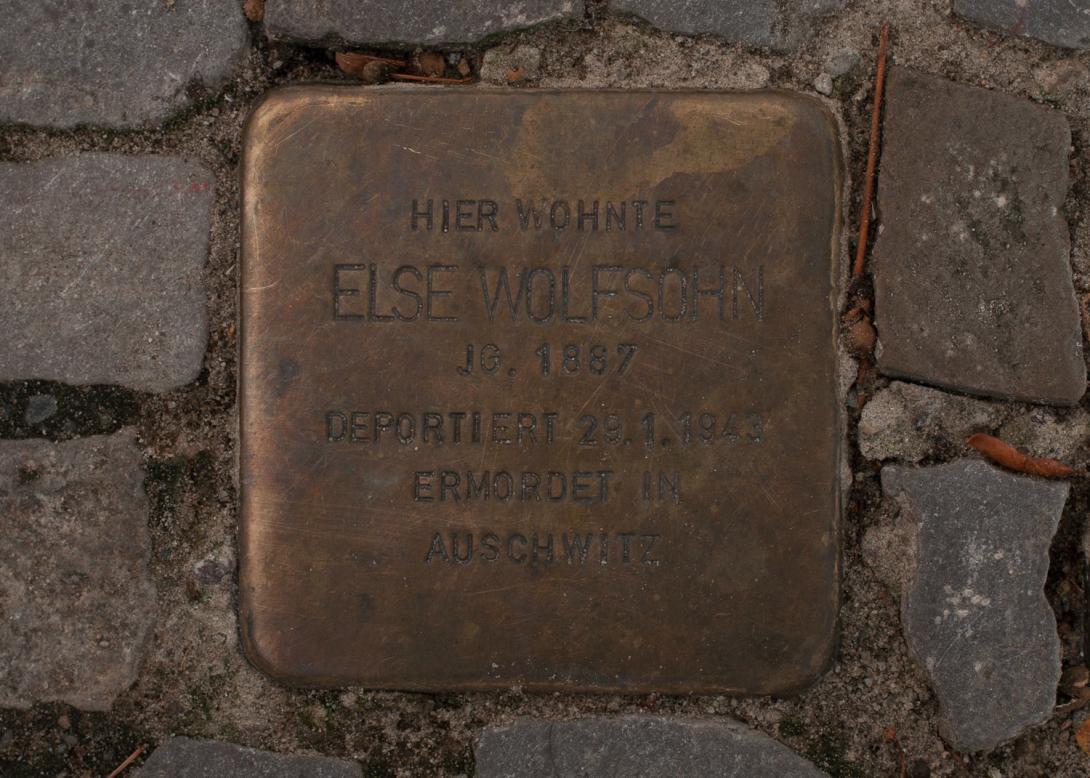 HIER WOHNTE
ELSE WOLFSOHN
JG. 1887
DEPORTIERT 29.1.1943
ERMORDET IN
AUSCHWITZ